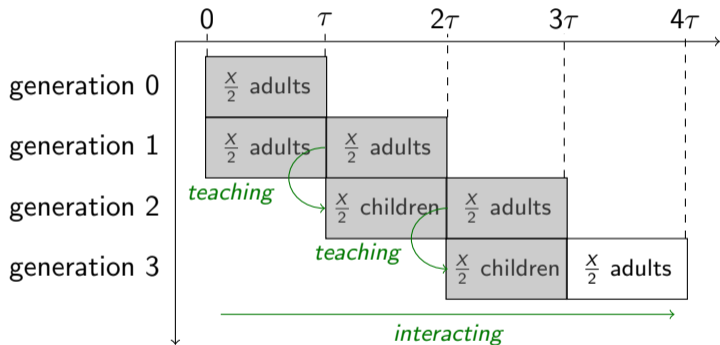 0 τ 2τ 3τ 4τ
generation 0 X/2 adults
generation 1 X/2 adults X/2 adults
teaching
generation 2 X/2 children X/2 adults
teaching
generation 3 X/2 children X/2 adults
interacting